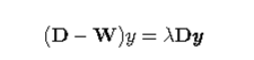 (D − W)y = λDy